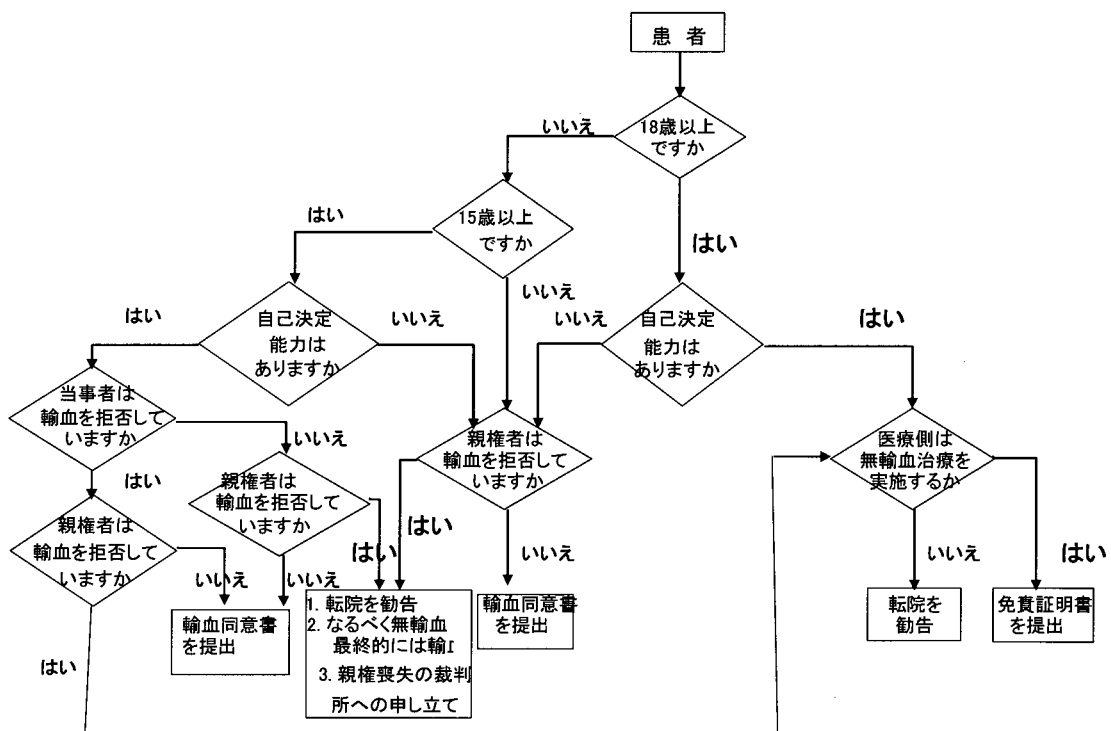 患 者
18歳以上
ですか
いいえ
はい
15歳以上
ですか
はい
いいえ
自己決定
能力は
ありますか
はい
いいえ
自己決定
能力は
ありますか
いいえ
はい
当事者は
輸血を拒否して
いますか
いいえ
はい
親権者は
輸血を拒否して
いますか
はい
いいえ
親権者は
輸血を拒否して
いますか
はい
いいえ
親権者は
輸血を拒否して
いますか
はい
いいえ
医療側は
無輸血治療を
実施するか
いいえ
はい
輸血同意書
を提出
1. 転院を勧告
2. なるべく無輸血
最終的には輸
3. 親権喪失の裁判
所への申し立て
輸血同意書
を提出
転院を
勧告
免責証明書
を提出